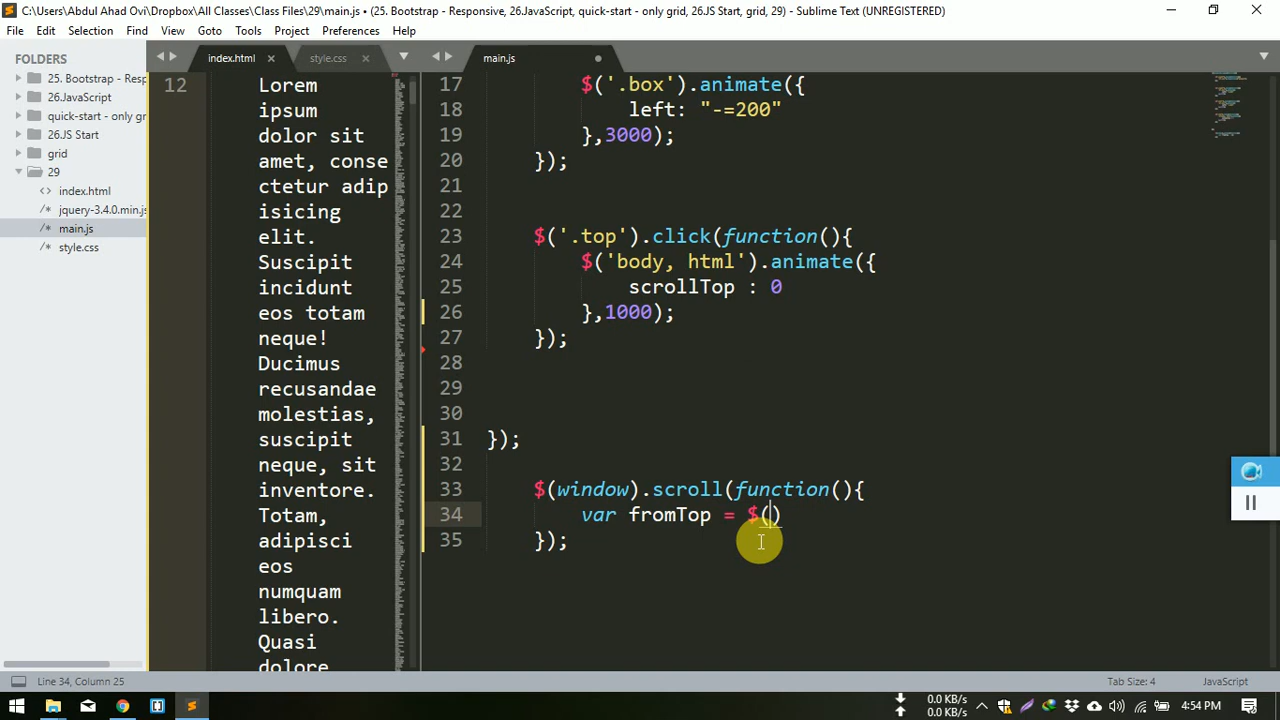 C:\Users\Abdul Ahad Ovi\Dropbox\All Classes\Class Files\29\main.js • (25. Bootstrap - Responsive, 26.JavaScript, quick-start - only grid, 26.JS Start, grid, 29) - Sublime Text (UNREGISTERED)
File Edit Selection Find View Goto Tools Project Preferences Help
FOLDERS
25. Bootstrap - Resp
26.JavaScript
quick-start - only gr
26.JS Start
grid
29
index.html
/* jquery-3.4.0.min.js
/* main.js
/* style.css
index.html × style.css ×
12 Lorem
ipsum
dolor sit
amet, conse
ctetur adip
isicing
elit.
Suscipit
incidunt
eos totam
neque!
Ducimus
recusandae
molestias,
suscipit
neque, sit
inventore.
Totam,
adipisci
eos
numquam
libero.
Quasi
dolore
main.js
17 $('.box').animate({
18 left: "-=200"
19 },3000);
20 });
21
22
23 $('.top').click(function(){
24 $('body, html').animate({
25 scrollTop : 0
26 },1000);
27 });
28
29
30
31 });
32
33 $(window).scroll(function(){
34 var fromTop = $()
35 });
Line 34, Column 25 Tab Size: 4 JavaScript
0.0 KB/s
0.0 KB/s
4:54 PM